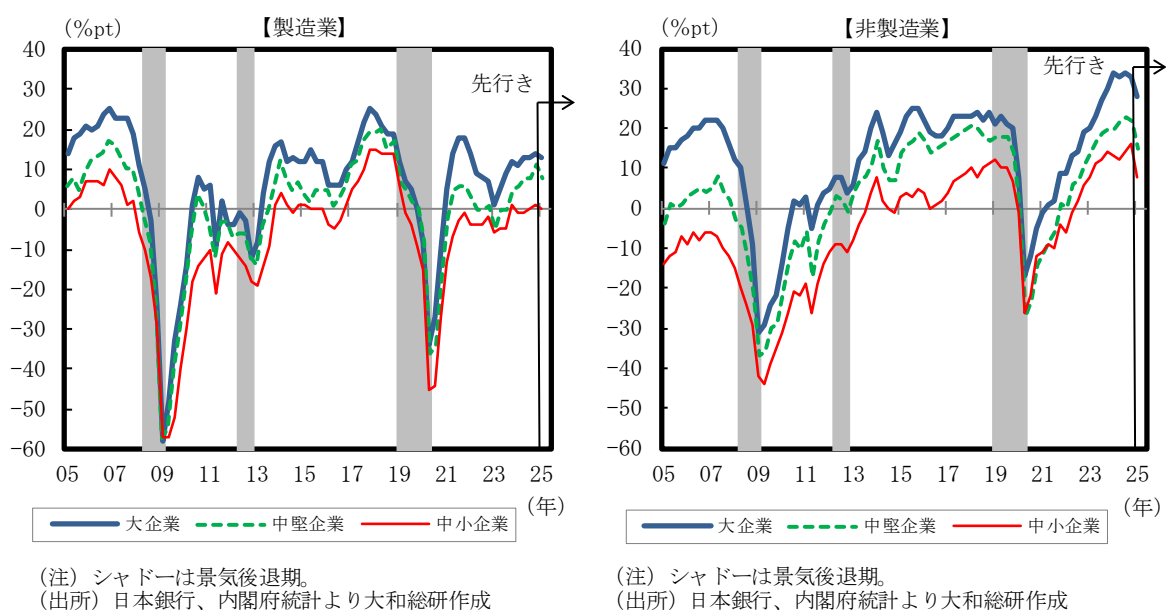 (%pt)
【製造業】
40
30
20
10
0
-10
-20
-30
-40
-50
-60
先行き
05 07 09 11 13 15 17 19 21 23 25
(年)
大企業 中堅企業 中小企業
(注) シャドーは景気後退期。
(出所) 日本銀行、内閣府統計より大和総研作成
(%pt)
【非製造業】
40
30
20
10
0
-10
-20
-30
-40
-50
-60
先行き
05 07 09 11 13 15 17 19 21 23 25
(年)
大企業 中堅企業 中小企業
(注) シャドーは景気後退期。
(出所) 日本銀行、内閣府統計より大和総研作成